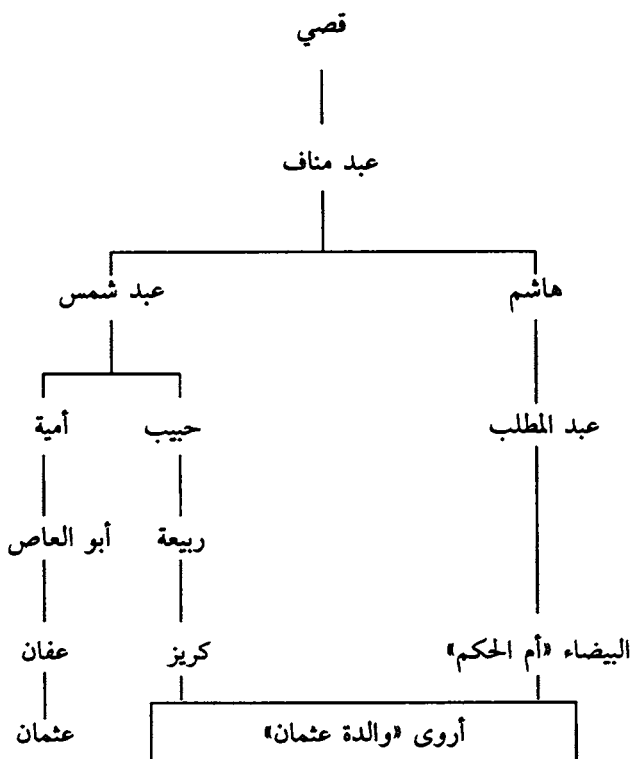 قصي
عبد مناف
هاشم عبد شمس
عبد المطلب حبيب أمية
ربيعة أبو العاص
البيضاء «أم الحكم» كريز عفان
أروى «والدة عثمان» عثمان